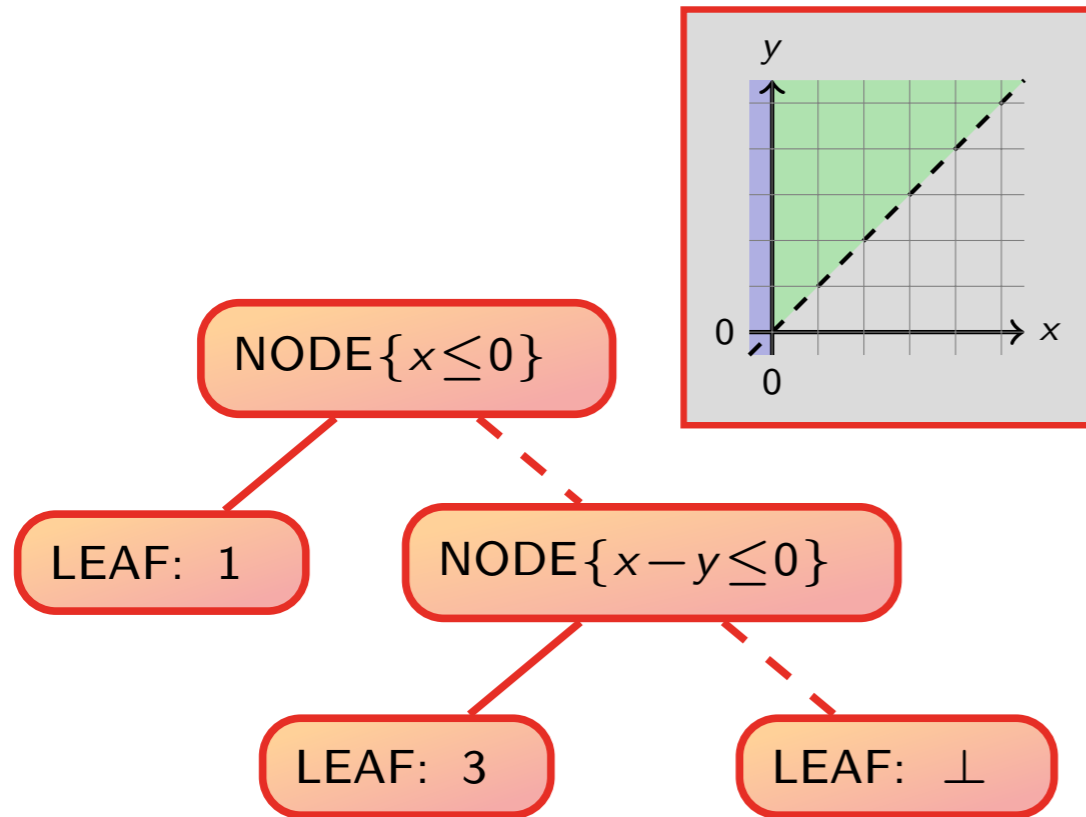 y
0
x
0
NODE{x≤0}
LEAF: 1
NODE{x−y≤0}
LEAF: 3
LEAF: ⊥